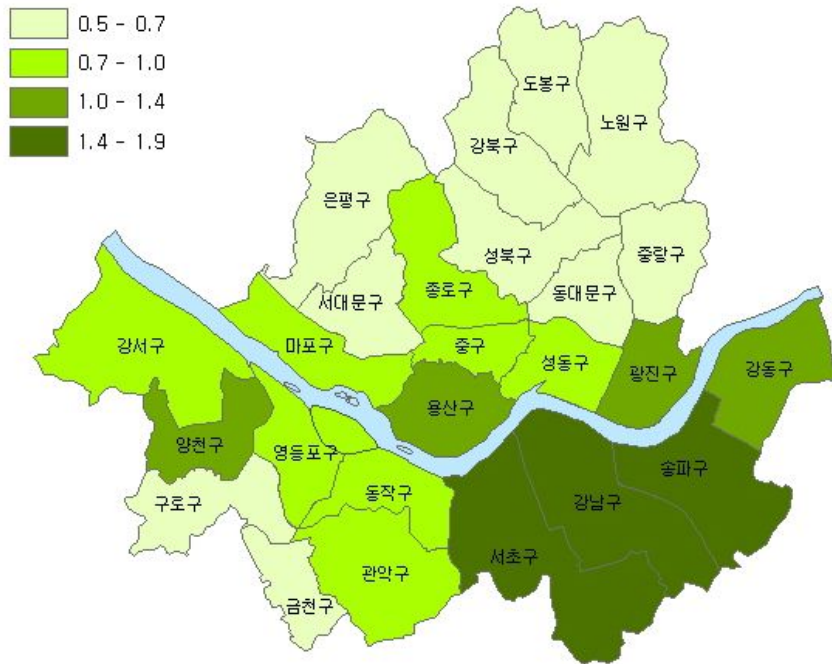 0.5 - 0.7
0.7 - 1.0
1.0 - 1.4
1.4 - 1.9
도봉구
노원구
강북구
은평구
성북구
중랑구
서대문구
종로구
동대문구
강서구
마포구
중구
성동구
광진구
강동구
용산구
양천구
영등포구
송파구
구로구
동작구
강남구
서초구
관악구
금천구